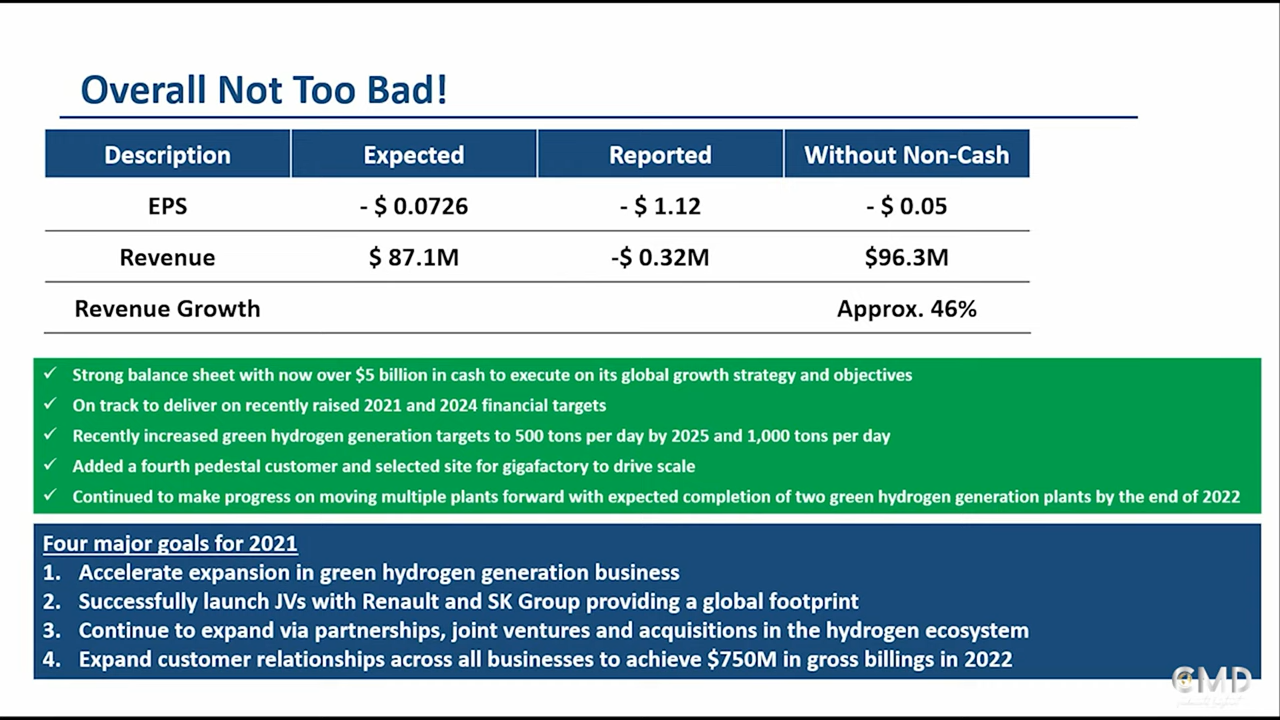 Overall Not Too Bad!
Description Expected Reported Without Non-Cash
EPS - $ 0.0726 - $ 1.12 - $ 0.05
Revenue $ 87.1M -$ 0.32M $96.3M
Revenue Growth Approx. 46%
✓ Strong balance sheet with now over $5 billion in cash to execute on its global growth strategy and objectives
✓ On track to deliver on recently raised 2021 and 2024 financial targets
✓ Recently increased green hydrogen generation targets to 500 tons per day by 2025 and 1,000 tons per day
✓ Added a fourth pedestal customer and selected site for gigafactory to drive scale
✓ Continued to make progress on moving multiple plants forward with expected completion of two green hydrogen generation plants by the end of 2022
Four major goals for 2021
1. Accelerate expansion in green hydrogen generation business
2. Successfully launch JVs with Renault and SK Group providing a global footprint
3. Continue to expand via partnerships, joint ventures and acquisitions in the hydrogen ecosystem
4. Expand customer relationships across all businesses to achieve $750M in gross billings in 2022
CMD